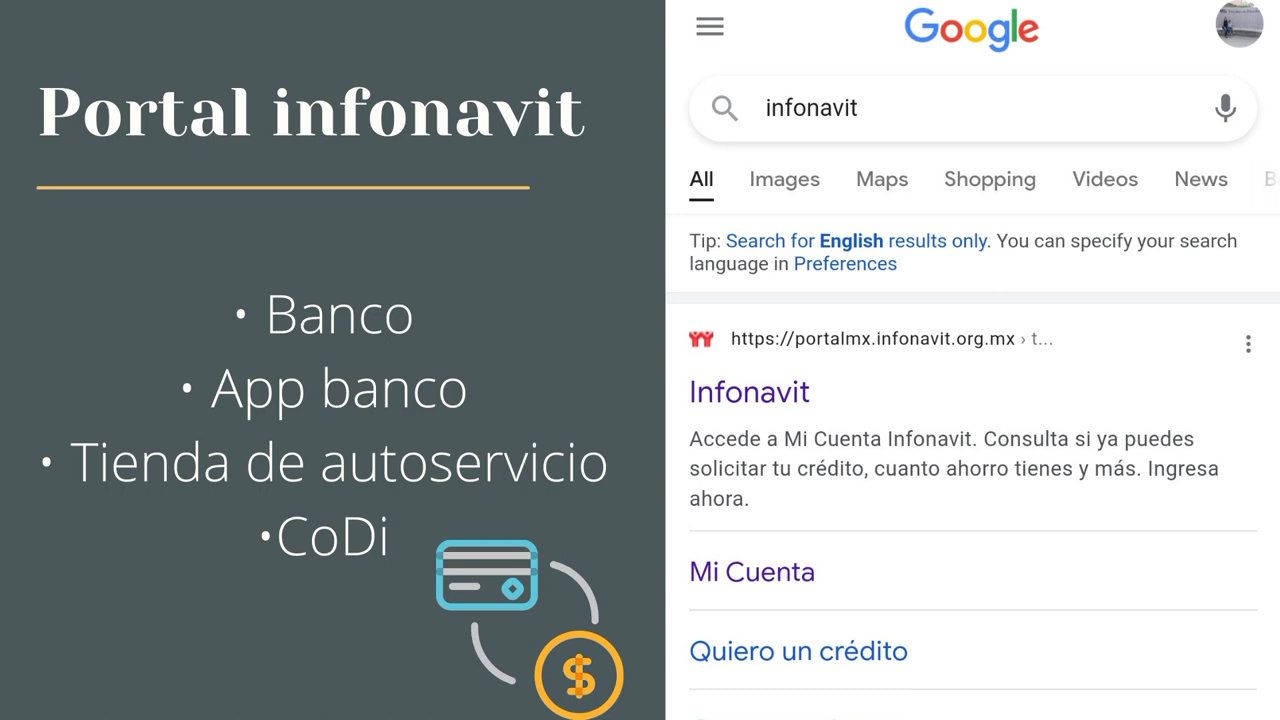 Portal infonavit
• Banco
• App banco
• Tienda de autoservicio
•CoDi
$
Google
infonavit
All Images Maps Shopping Videos News
Tip: Search for English results only. You can specify your search
language in Preferences
https://portalmx.infonavit.org.mx › t...
Infonavit
Accede a Mi Cuenta Infonavit. Consulta si ya puedes
solicitar tu crédito, cuanto ahorro tienes y más. Ingresa
ahora.
Mi Cuenta
Quiero un crédito